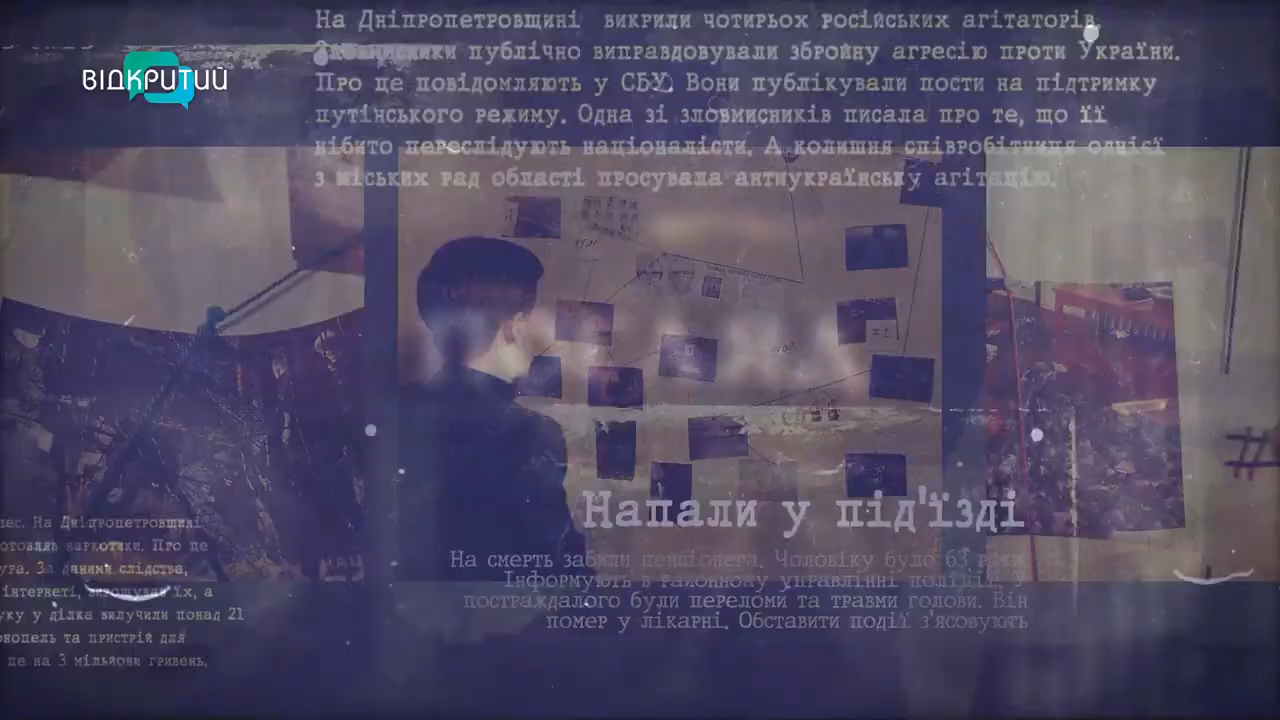 ВІДКРИТИЙ
На Дніпропетровщині викрили чотирьох російських агітаторів
публічно виправдовували збройну агресію проти України.
Про це повідомляють у СБУ. Вони публікували пости на підтримку
путінського режиму. Одна зі зловмисників писала про те, що її
нібито переслідують націоналісти. А колишня співробітниця однієї
з міських рад області просувала антиукраїнську агітацію.
Напали у під'їзді
На смерть забили пенсіонера. Чоловіку було 63 роки
Інформують в районному управлінні поліції. У
постраждалого були переломи та травми голови. Він
помер у лікарні. Обставити події з'ясовують
На Дніпропетровщині
наркотики. Про це
За даними слідства,
інтернеті, вирощував їх, а
у ділка вилучили понад 21
та пристрій для
це на 3 мільйони гривень.
#